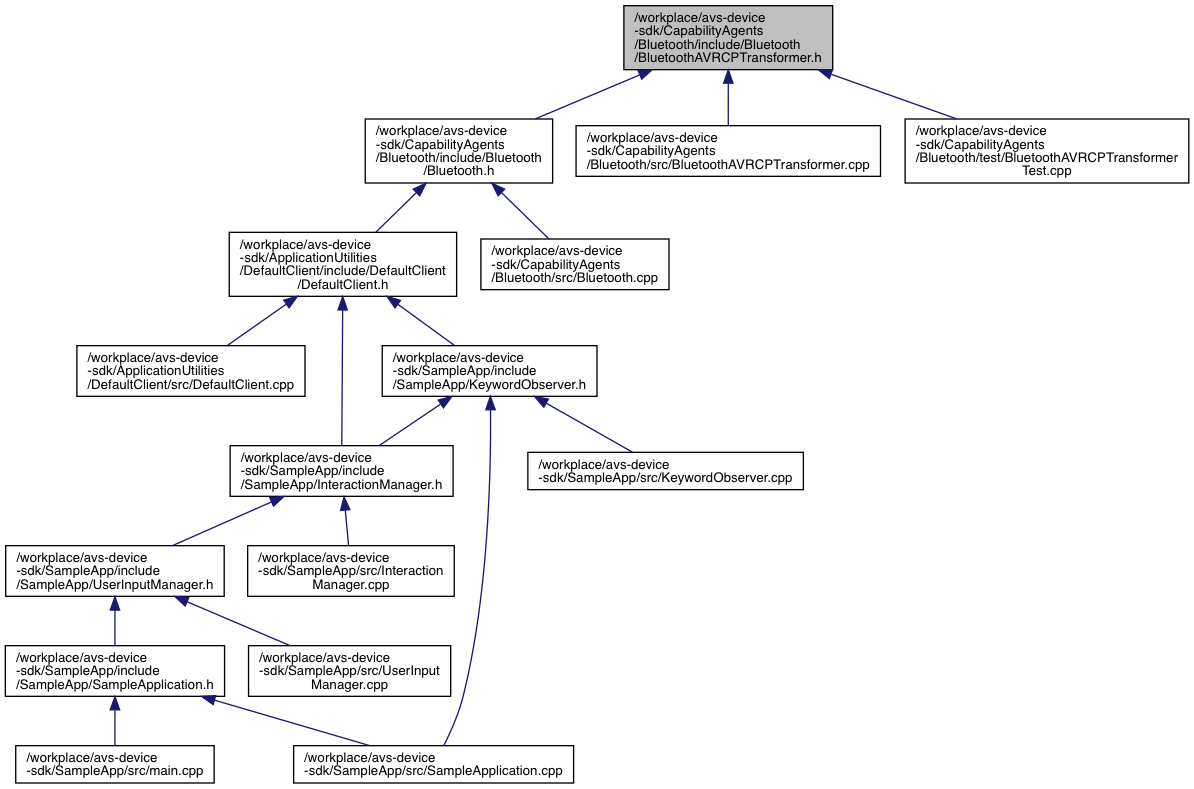 /workplace/avs-device
-sdk/CapabilityAgents
/Bluetooth/include/Bluetooth
/BluetoothAVRCPTransformer.h
/workplace/avs-device
-sdk/CapabilityAgents
/Bluetooth/include/Bluetooth
/Bluetooth.h
/workplace/avs-device
-sdk/CapabilityAgents
/Bluetooth/src/BluetoothAVRCPTransformer.cpp
/workplace/avs-device
-sdk/CapabilityAgents
/Bluetooth/test/BluetoothAVRCPTransformer
Test.cpp
/workplace/avs-device
-sdk/ApplicationUtilities
/DefaultClient/include/DefaultClient
/DefaultClient.h
/workplace/avs-device
-sdk/CapabilityAgents
/Bluetooth/src/Bluetooth.cpp
/workplace/avs-device
-sdk/ApplicationUtilities
/DefaultClient/src/DefaultClient.cpp
/workplace/avs-device
-sdk/SampleApp/include
/SampleApp/KeywordObserver.h
/workplace/avs-device
-sdk/SampleApp/include
/SampleApp/InteractionManager.h
/workplace/avs-device
-sdk/SampleApp/src/KeywordObserver.cpp
/workplace/avs-device
-sdk/SampleApp/include
/SampleApp/UserInputManager.h
/workplace/avs-device
-sdk/SampleApp/src/Interaction
Manager.cpp
/workplace/avs-device
-sdk/SampleApp/include
/SampleApp/SampleApplication.h
/workplace/avs-device
-sdk/SampleApp/src/UserInput
Manager.cpp
/workplace/avs-device
-sdk/SampleApp/src/main.cpp
/workplace/avs-device
-sdk/SampleApp/src/SampleApplication.cpp